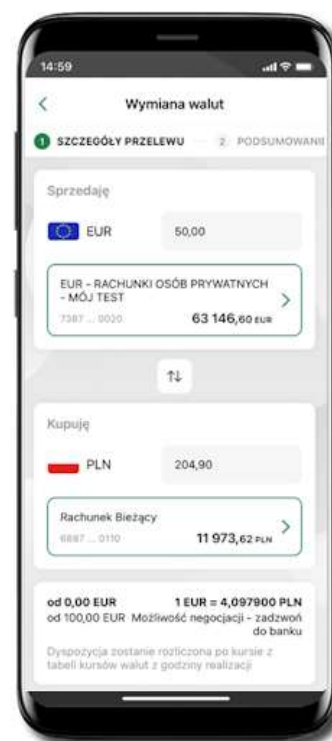 14:59
Wymiana walut
1 SZCZEGÓŁY PRZELEWU 2 PODSUMOWANIE
Sprzedaję
EUR 50,00
EUR - RACHUNKI OSÓB PRYWATNYCH
- MÓJ TEST
7387 ... 0020 63 146,60 EUR
Kupuję
PLN 204,90
Rachunek Bieżący
6887 ... 0110 11 973,62 PLN
od 0,00 EUR 1 EUR = 4,097900 PLN
od 100,00 EUR Możliwość negocjacji - zadzwoń
do banku
Dyspozycja zostanie rozliczona po kursie z
tabeli kursów walut z godziny realizacji